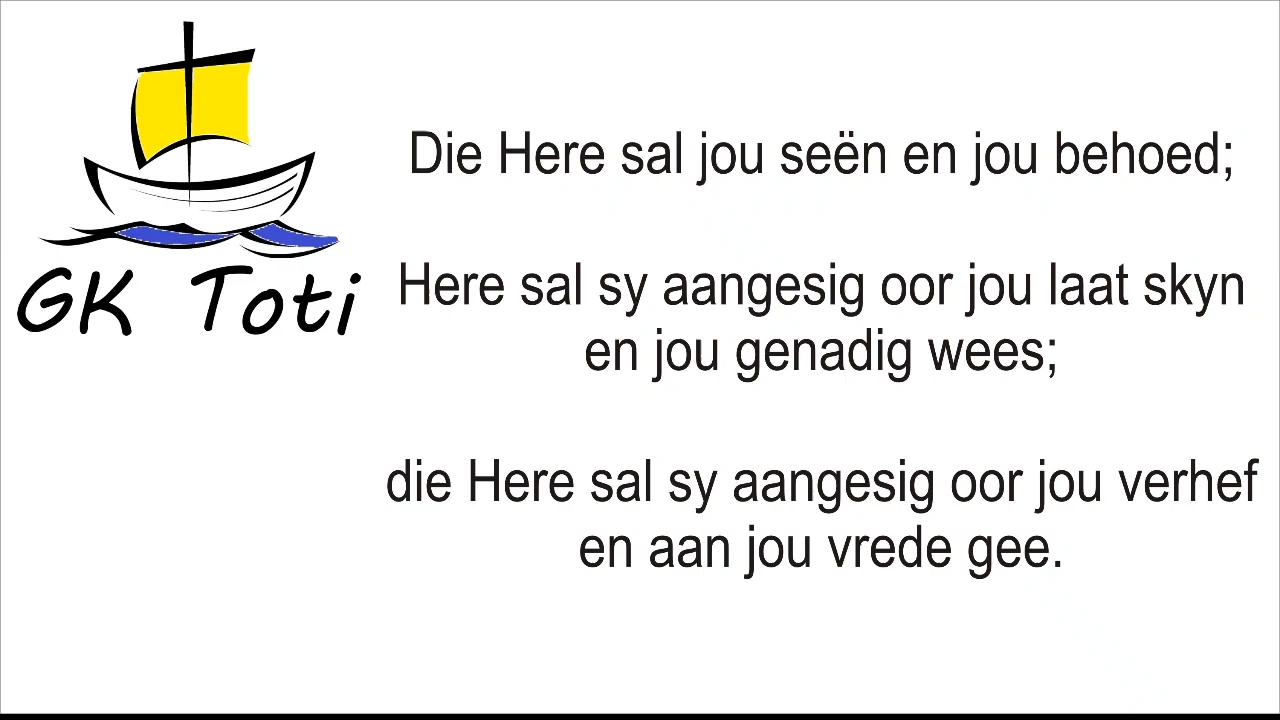 GK Toti
Die Here sal jou seën en jou behoed;
Here sal sy aangesig oor jou laat skyn
en jou genadig wees;
die Here sal sy aangesig oor jou verhef
en aan jou vrede gee.